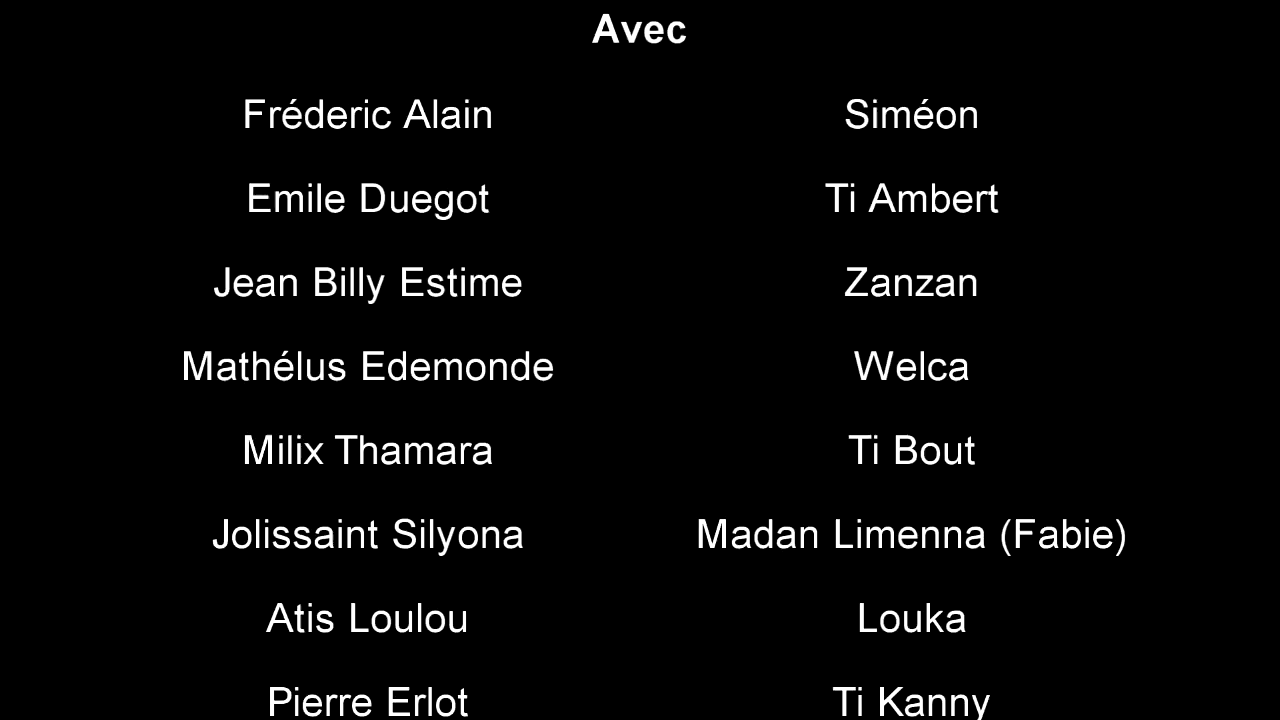 Avec
Fréderic Alain Siméon
Emile Duegot Ti Ambert
Jean Billy Estime Zanzan
Mathélus Edemonde Welca
Milix Thamara Ti Bout
Jolissaint Silyona Madan Limenna (Fabie)
Atis Loulou Louka
Pierre Erlot Ti Kanny